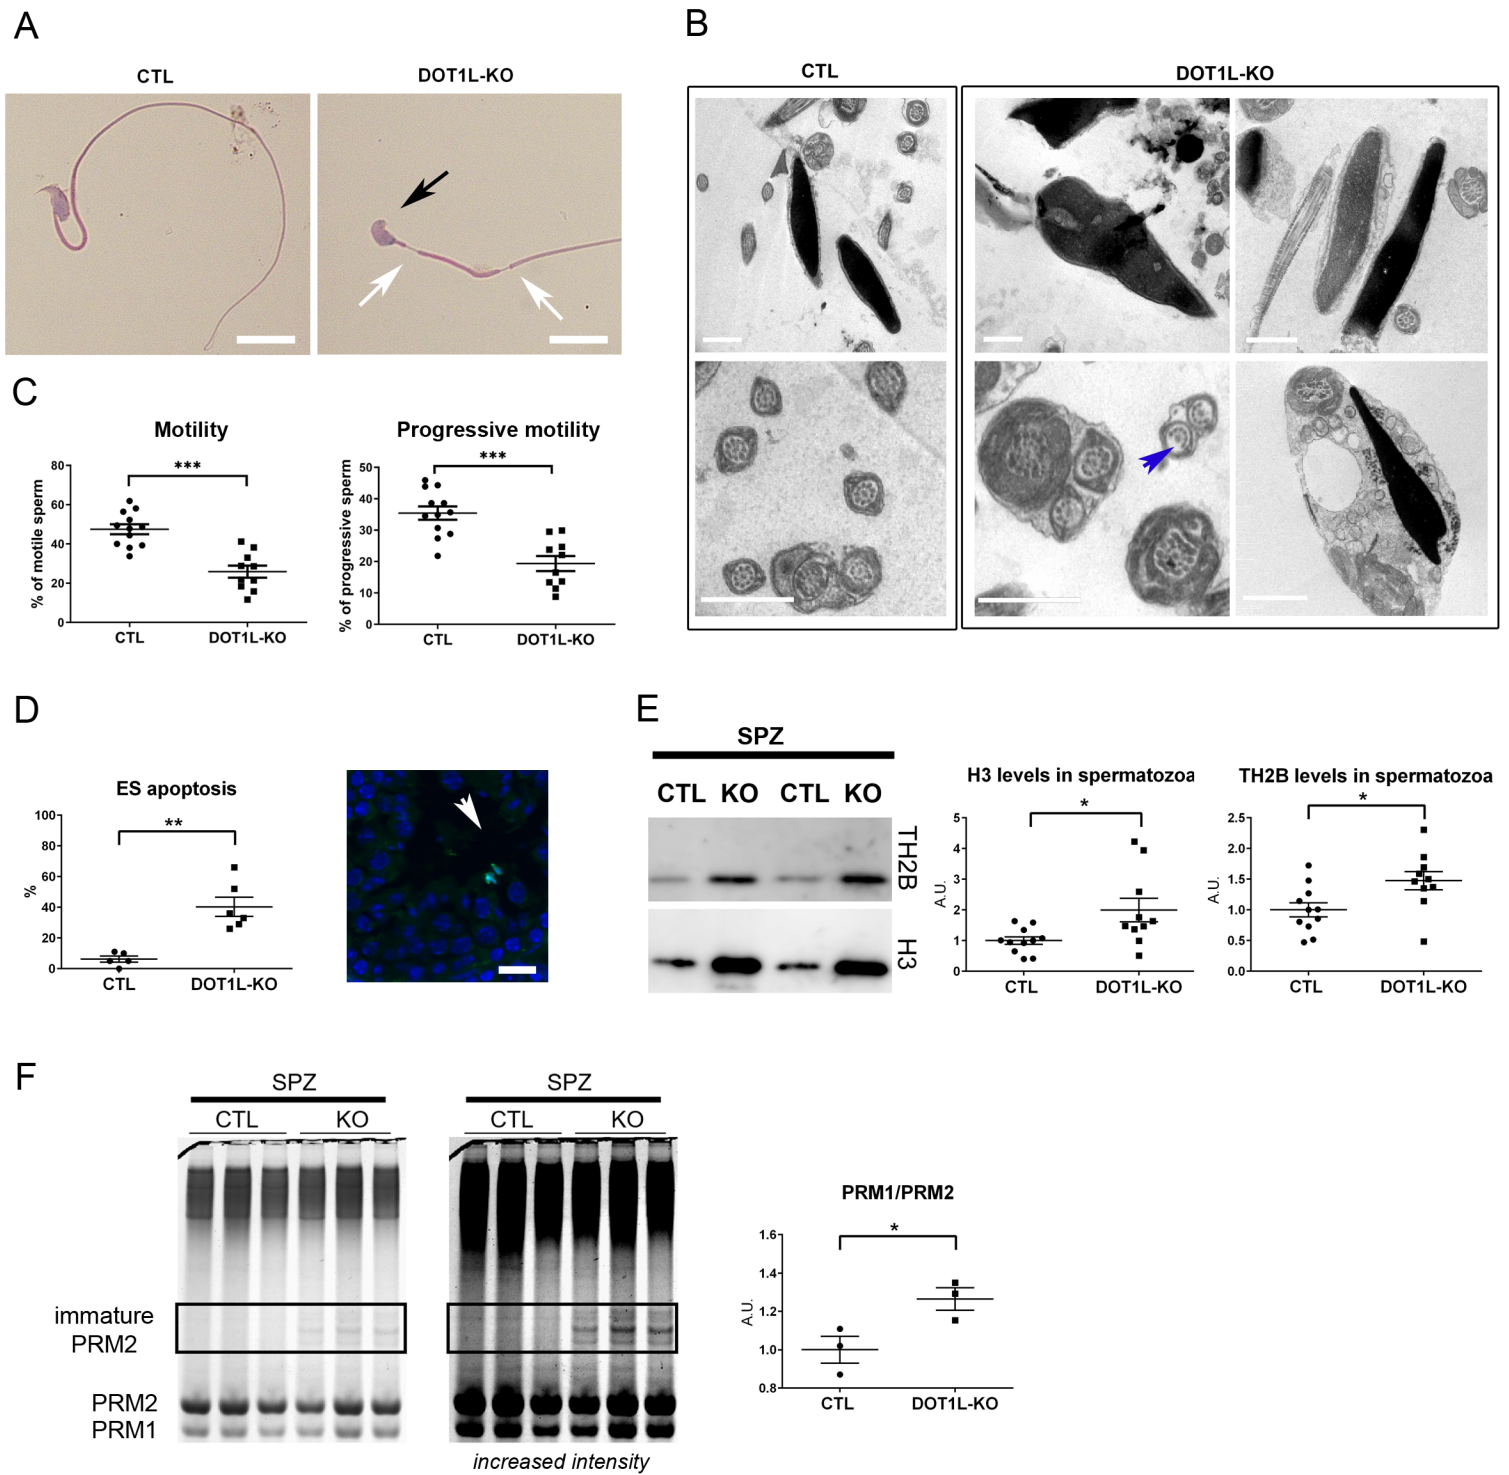 A
CTL
DOT1L-KO
B
CTL
DOT1L-KO
C
Motility
% of motile sperm
80
60
40
20
0
***
CTL
DOT1L-KO
Progressive motility
% of progressive sperm
50
40
30
20
10
0
***
CTL
DOT1L-KO
D
ES apoptosis
%
100
80
60
40
20
0
**
CTL
DOT1L-KO
E
SPZ
CTL KO CTL KO
TH2B
H3
H3 levels in spermatozoa
A.U.
5
4
3
2
1
0
*
CTL
DOT1L-KO
TH2B levels in spermatozoa
A.U.
2.5
2.0
1.5
1.0
0.5
0.0
*
CTL
DOT1L-KO
F
SPZ
CTL KO
SPZ
CTL KO
immature
PRM2
PRM2
PRM1
increased intensity
PRM1/PRM2
A.U.
1.6
1.4
1.2
1.0
0.8
*
CTL
DOT1L-KO